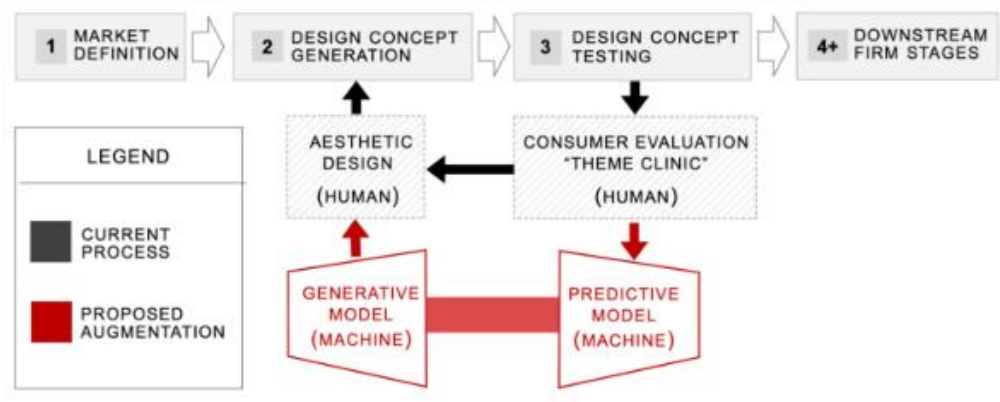 1 MARKET
DEFINITION
2 DESIGN CONCEPT
GENERATION
3 DESIGN CONCEPT
TESTING
4+ DOWNSTREAM
FIRM STAGES
LEGEND
CURRENT
PROCESS
PROPOSED
AUGMENTATION
AESTHETIC
DESIGN
(HUMAN)
CONSUMER EVALUATION
“THEME CLINIC”
(HUMAN)
GENERATIVE
MODEL
(MACHINE)
PREDICTIVE
MODEL
(MACHINE)